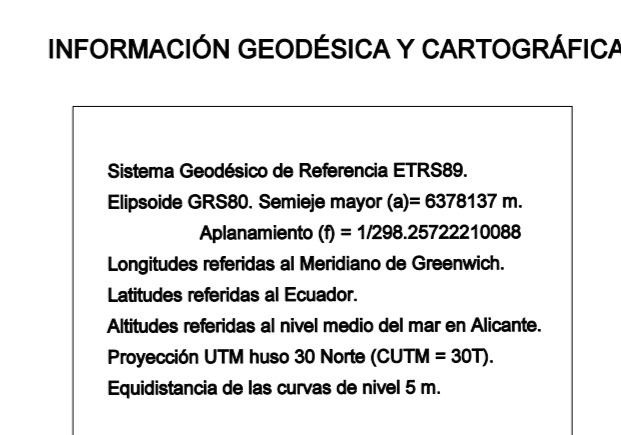 INFORMACIÓN GEODÉSICA Y CARTOGRÁFICA
Sistema Geodésico de Referencia ETRS89.
Elipsoide GRS80. Semieje mayor (a)= 6378137 m.
Aplanamiento (f) = 1/298.25722210088
Longitudes referidas al Meridiano de Greenwich.
Latitudes referidas al Ecuador.
Altitudes referidas al nivel medio del mar en Alicante.
Proyección UTM huso 30 Norte (CUTM = 30T).
Equidistancia de las curvas de nivel 5 m.